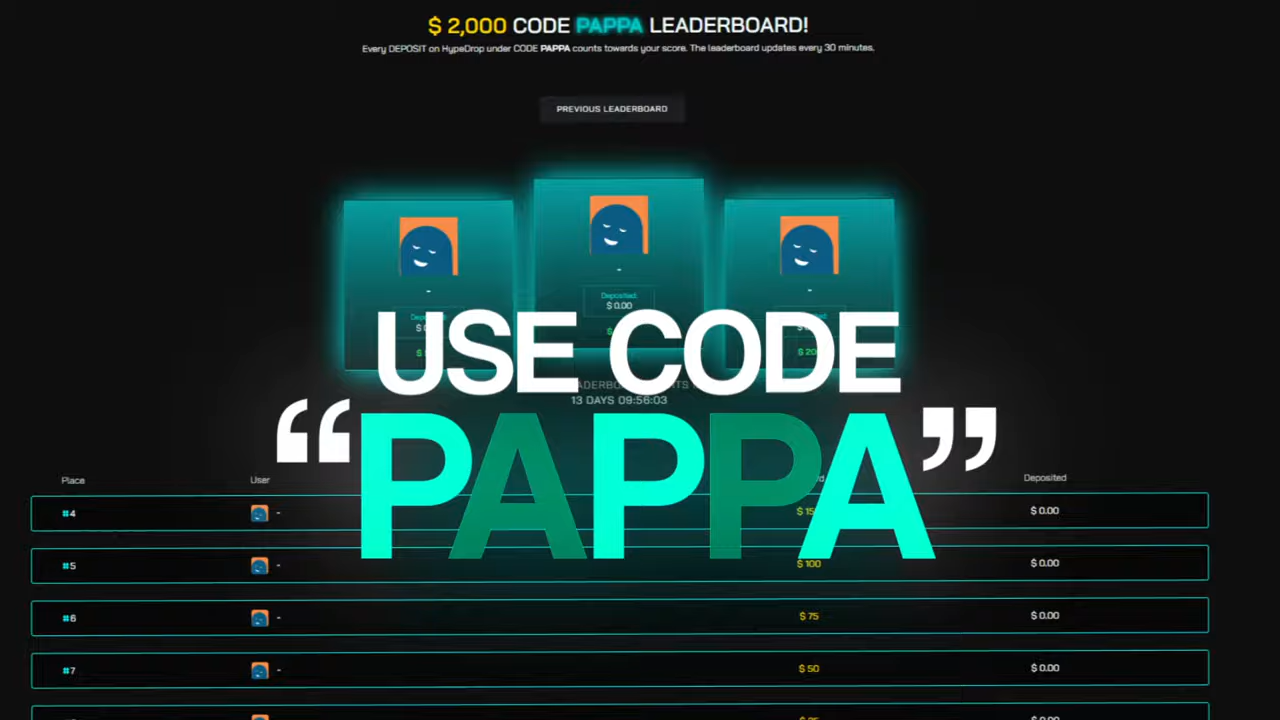 $ 2,000 CODE PAPPA LEADERBOARD!
Every DEPOSIT on HypeDrop under CODE PAPPA counts towards your score. The leaderboard updates every 30 minutes.
PREVIOUS LEADERBOARD
-
-
-
Deposited:
$ 0.00
USE CODE
13 DAYS 09:56:03
“PAPPA”
Place User Deposited
#4 - $ 0.00
#5 - $ 100 $ 0.00
#6 - $ 75 $ 0.00
#7 - $ 50 $ 0.00